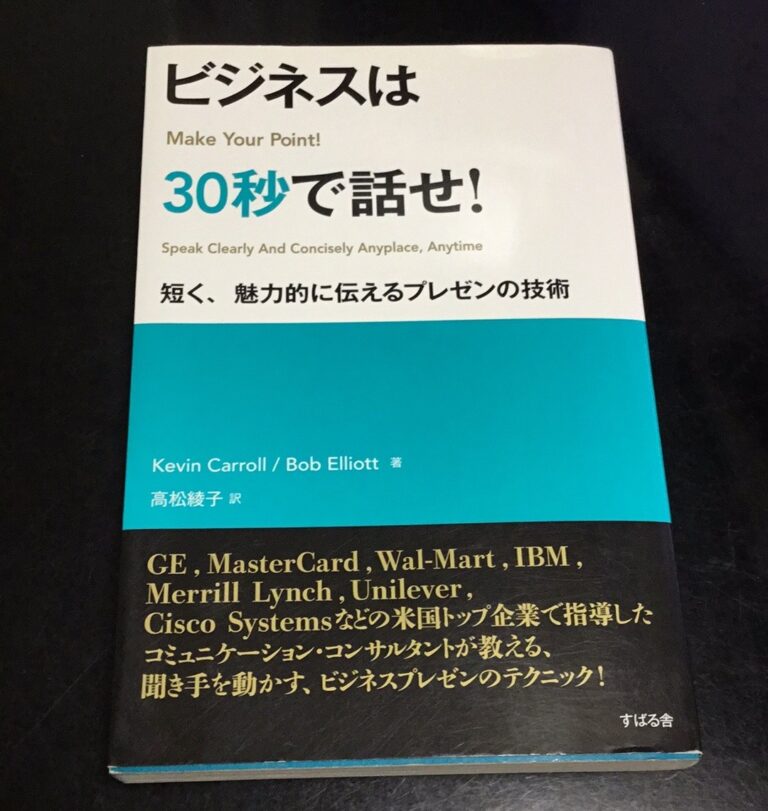 ビジネスは
Make Your Point!
30秒で話せ!
Speak Clearly And Concisely Anyplace, Anytime
短く、魅力的に伝えるプレゼンの技術
Kevin Carroll / Bob Elliott 著
高松綾子 訳
GE , MasterCard , Wal-Mart , IBM ,
Merrill Lynch , Unilever ,
Cisco Systemsなどの米国トップ企業で指導した
コミュニケーション・コンサルタントが教える、
聞き手を動かす、ビジネスプレゼンのテクニック!
すばる舎